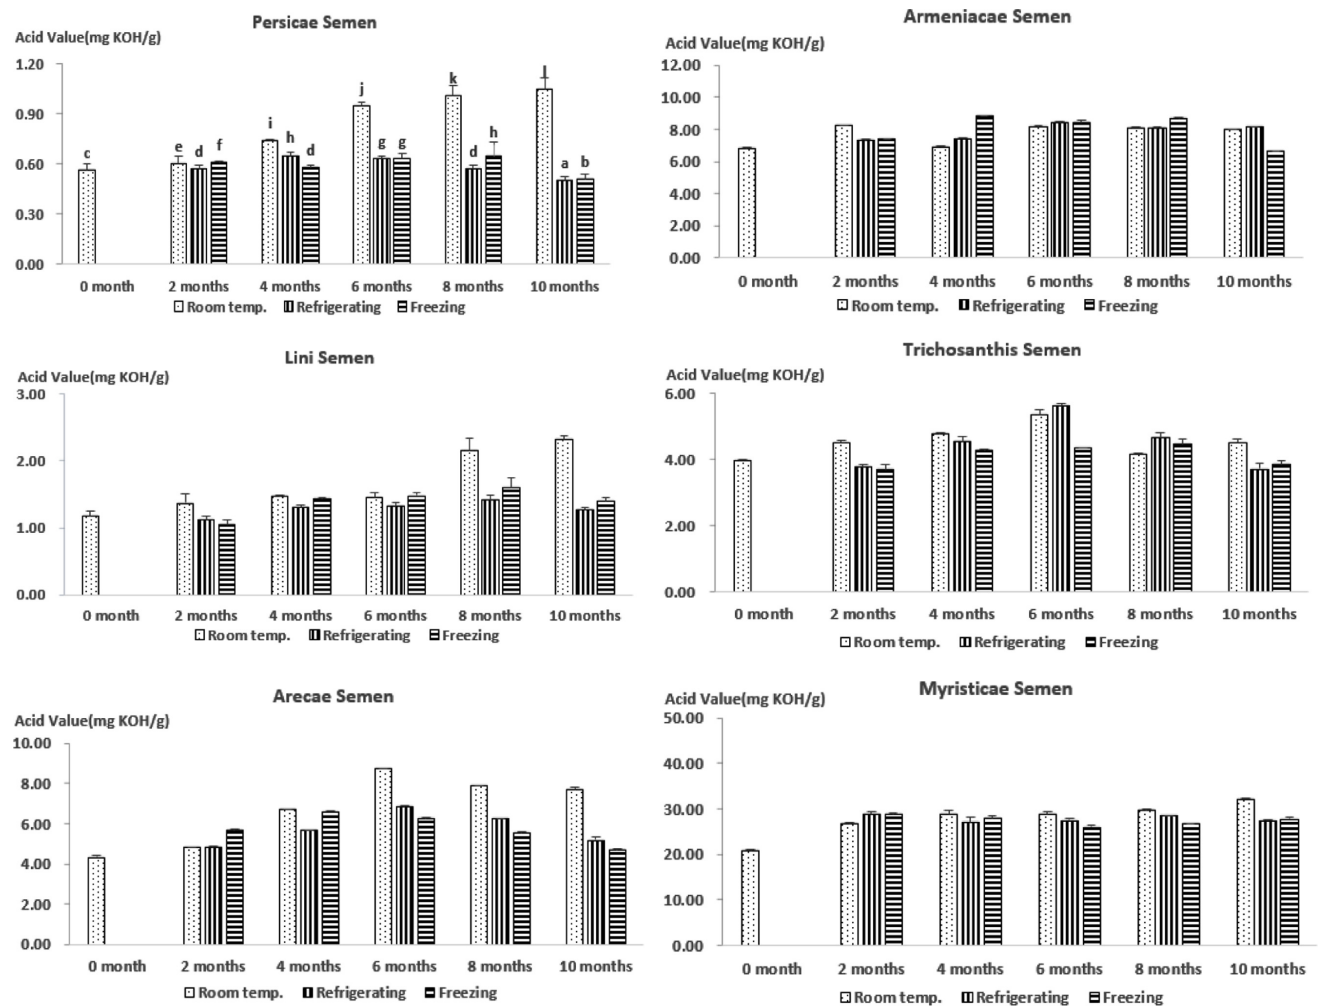 Persicae Semen
Acid Value(mg KOH/g)
1.20
0.90
0.60
0.30
0.00
c
e d f
i h d
j g g
k d h
l a b
0 month 2 months 4 months 6 months 8 months 10 months
Room temp. Refrigerating Freezing
Armeniacae Semen
Acid Value(mg KOH/g)
12.00
10.00
8.00
6.00
4.00
2.00
0.00
0 month 2 months 4 months 6 months 8 months 10 months
Room temp. Refrigerating Freezing
Lini Semen
Acid Value(mg KOH/g)
3.00
2.00
1.00
0.00
0 month 2 months 4 months 6 months 8 months 10 months
Room temp. Refrigerating Freezing
Trichosanthis Semen
Acid Value(mg KOH/g)
6.00
4.00
2.00
0.00
0 month 2 months 4 months 6 months 8 months 10 months
Room temp. Refrigerating Freezing
Arecae Semen
Acid Value(mg KOH/g)
10.00
8.00
6.00
4.00
2.00
0.00
0 month 2 months 4 months 6 months 8 months 10 months
Room temp. Refrigerating Freezing
Myristicae Semen
Acid Value(mg KOH/g)
50.00
40.00
30.00
20.00
10.00
0.00
0 month 2 months 4 months 6 months 8 months 10 months
Room temp. Refrigerating Freezing